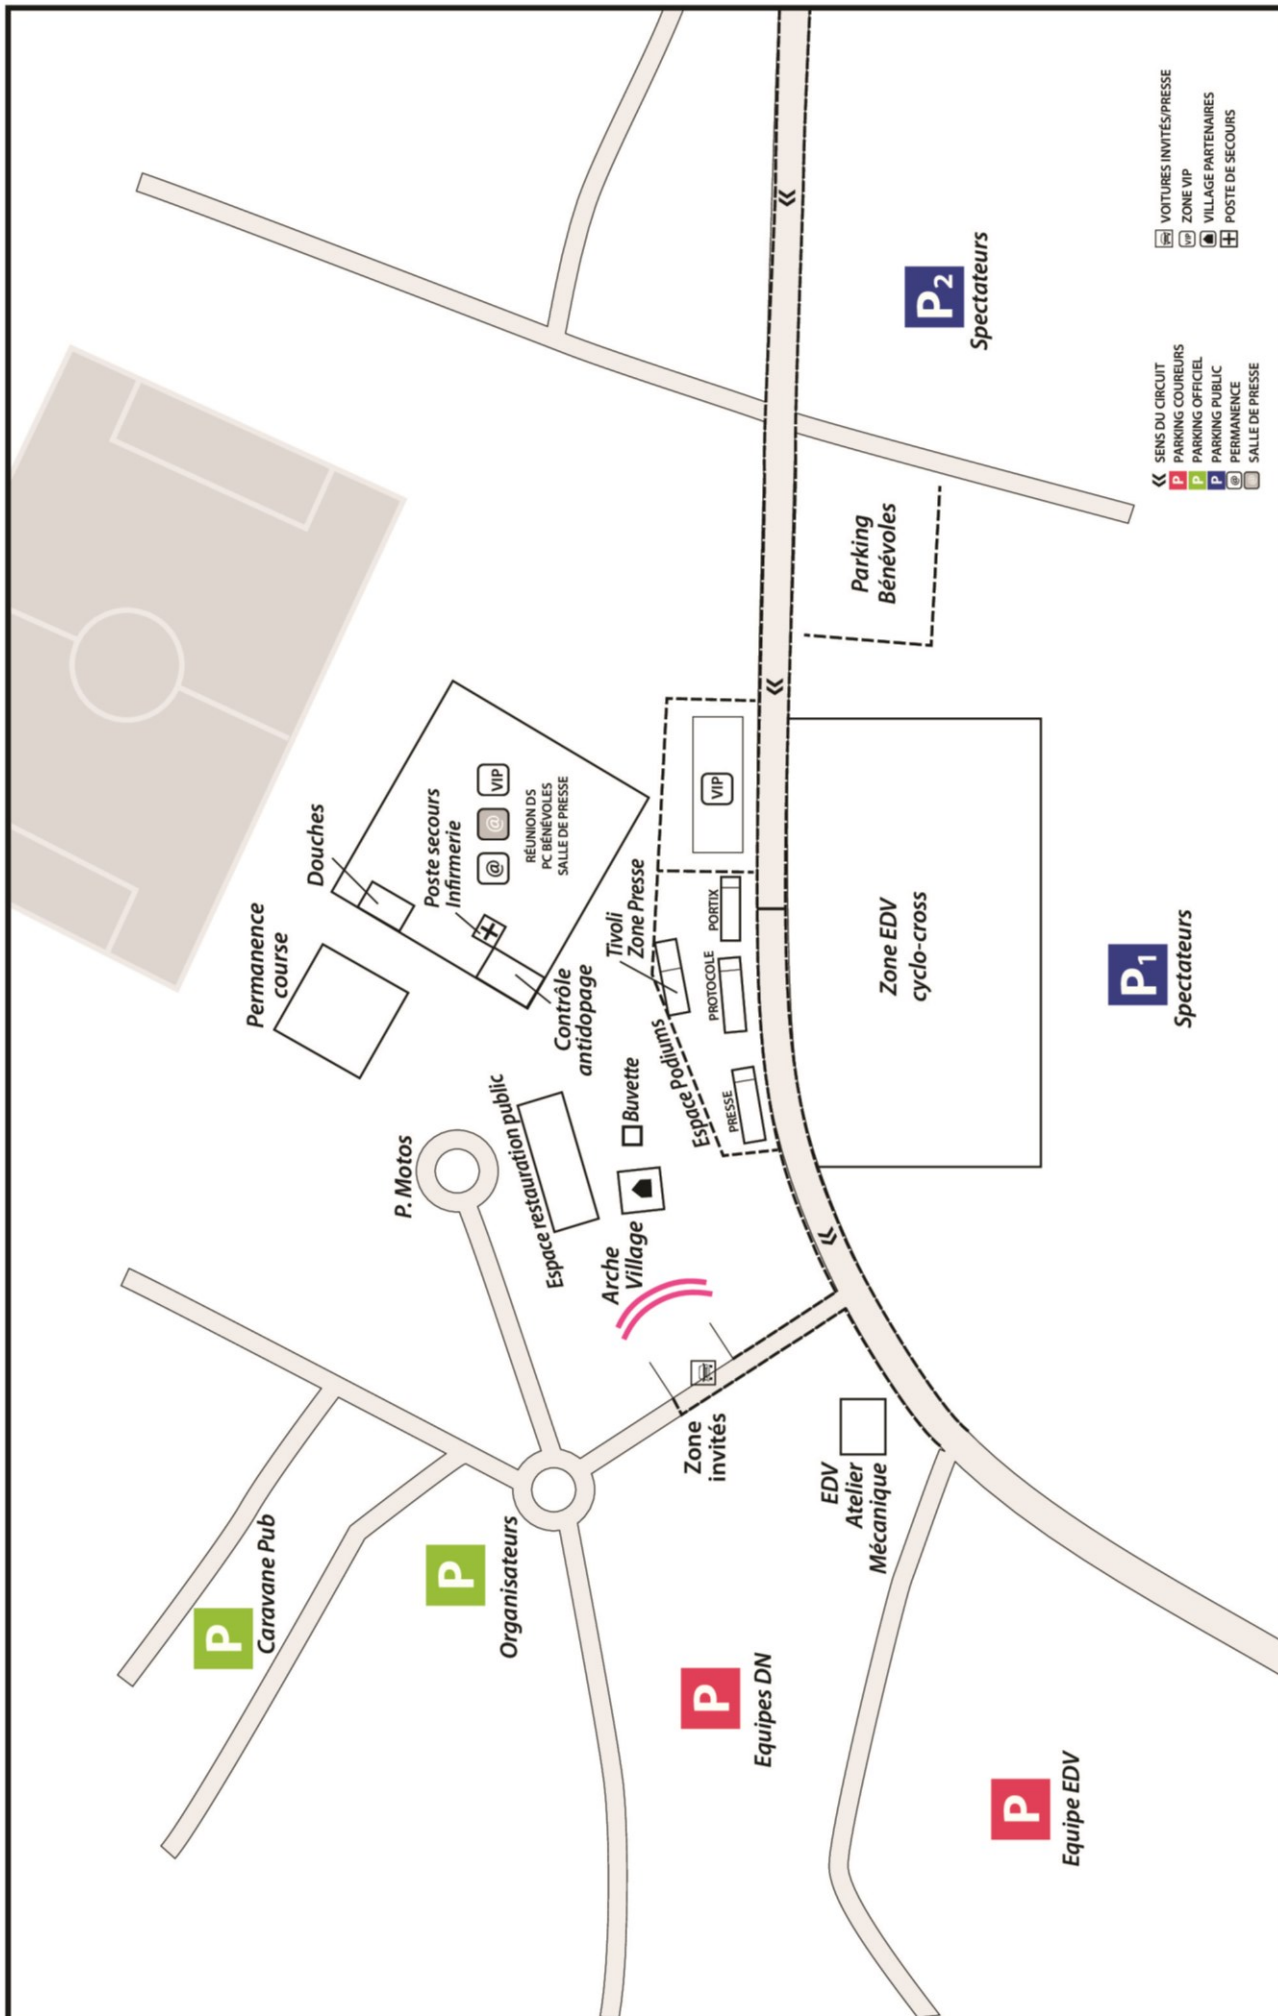 P
Caravane Pub
P
Organisateurs
P. Motos
Permanence
course
Douches
Poste secours
Infirmerie
@
@
VIP
RÉUNION DS
PC BÉNÉVOLES
SALLE DE PRESSE
Contrôle
antidopage
Espace restauration public
Buvette
Arche
Village
Tivoli
Zone Presse
Espace Podiums
PRESSE
PROTOCOLE
PORTIX
VIP
Zone
invités
EDV
Atelier
Mécanique
P
Equipes DN
P
Equipe EDV
Zone EDV
cyclo-cross
Parking
Bénévoles
P1
Spectateurs
P2
Spectateurs
SENS DU CIRCUIT
P PARKING COUREURS
P PARKING OFFICIEL
P PARKING PUBLIC
@ PERMANENCE
SALLE DE PRESSE
VOITURES INVITÉS/PRESSE
VIP ZONE VIP
VILLAGE PARTENAIRES
POSTE DE SECOURS